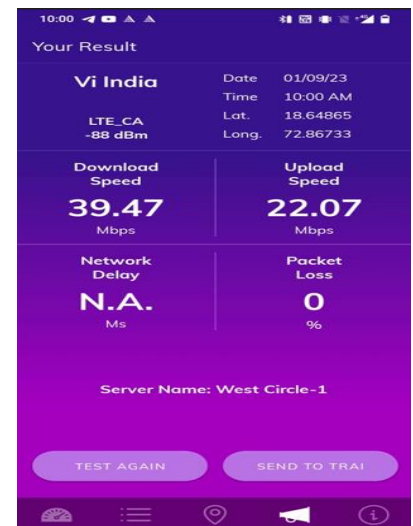 10:00
Your Result
Vi India
LTE_CA
-88 dBm
Date 01/09/23
Time 10:00 AM
Lat. 18.64865
Long. 72.86733
Download
Speed
39.47
Mbps
Upload
Speed
22.07
Mbps
Network
Delay
N.A.
Ms
Packet
Loss
0
%
Server Name: West Circle-1
TEST AGAIN
SEND TO TRAI